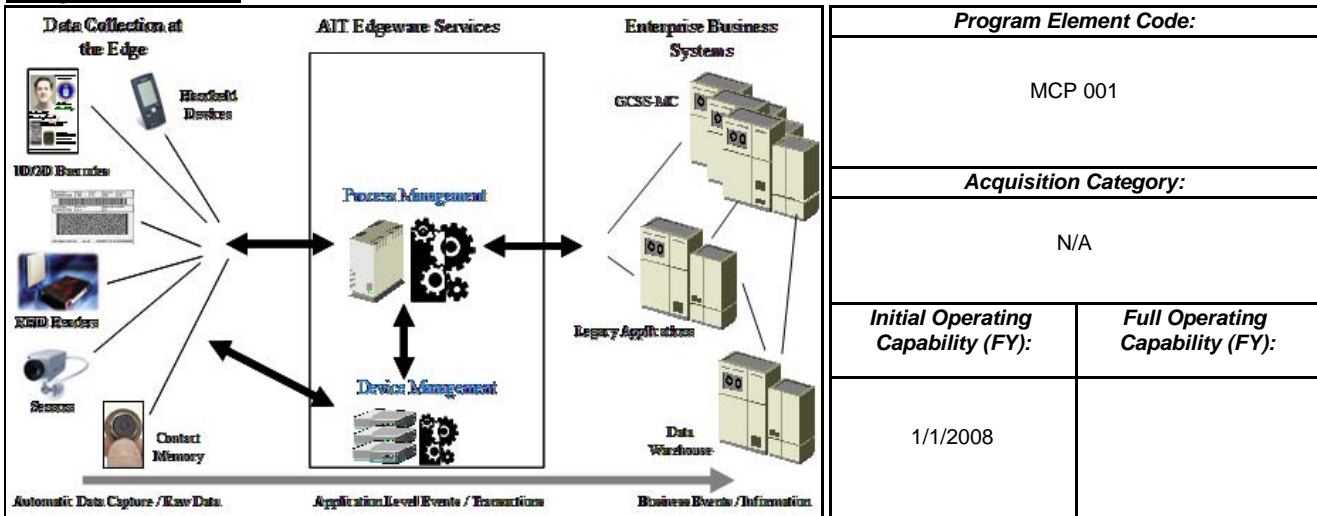 Data Collection at
the Edge
AIT Edgeware Services
Enterprise Business
Systems
Handheld
Devices
1D/2D Barcodes
RFID Readers
Sensors
Contact
Memory
Process Management
Device Management
GCSS-MC
Legacy Applications
Data
Warehouse
Automatic Data Capture / Raw Data
Application Level Events / Transactions
Business Events / Information
Program Element Code:
MCP 001
Acquisition Category:
N/A
Initial Operating
Capability (FY):
Full Operating
Capability (FY):
1/1/2008